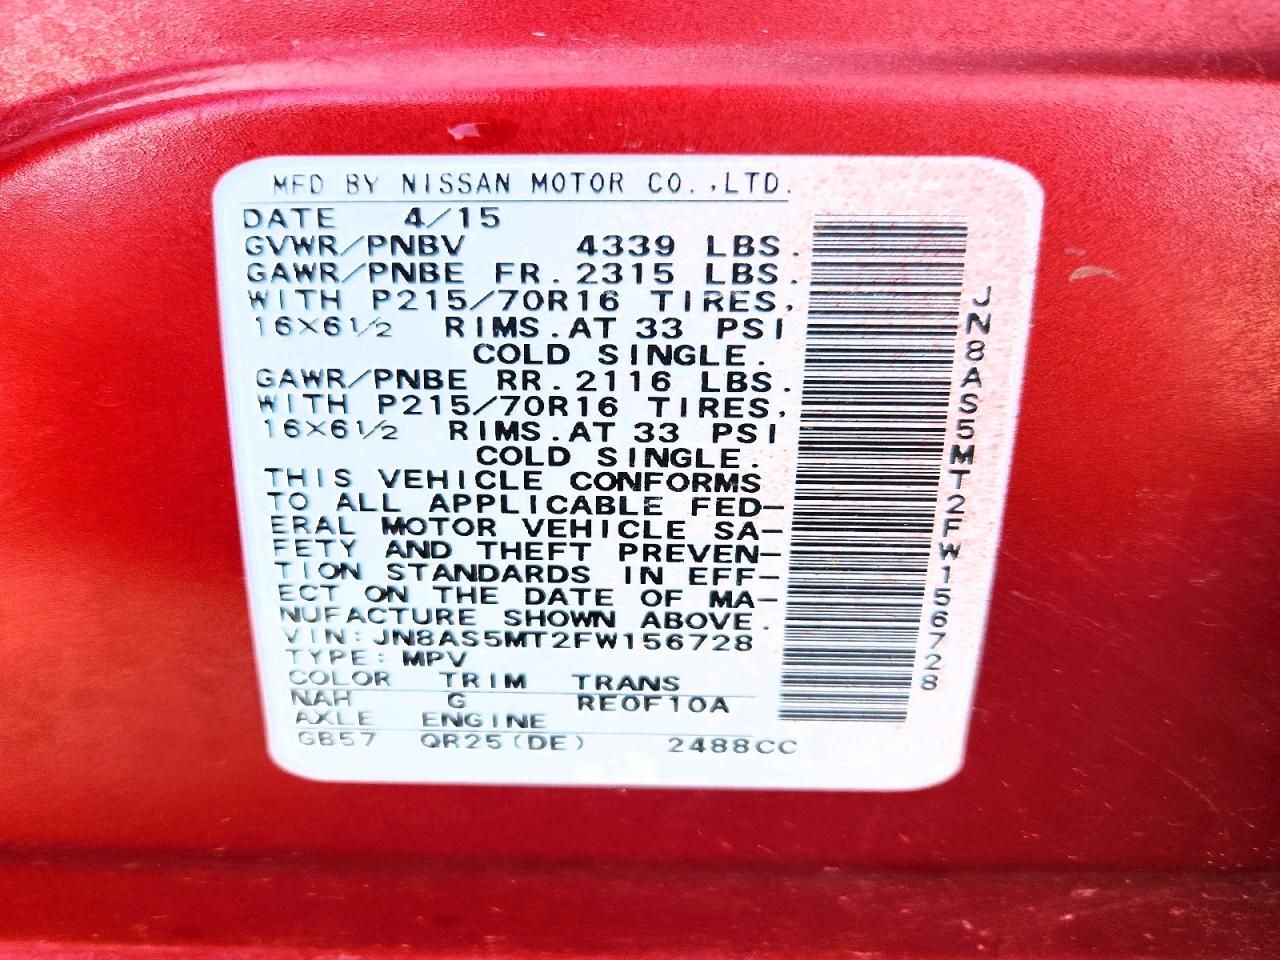 MFD BY NISSAN MOTOR CO.,LTD.
DATE 4/15
GVWR/PNBV 4339 LBS.
GAWR/PNBE FR. 2315 LBS.
WITH P215/70R16 TIRES,
16×6½ RIMS.AT 33 PSI
COLD SINGLE.
GAWR/PNBE RR. 2116 LBS.
WITH P215/70R16 TIRES,
16×6½ RIMS.AT 33 PSI
COLD SINGLE.
THIS VEHICLE CONFORMS
TO ALL APPLICABLE FED-
ERAL MOTOR VEHICLE SA-
FETY AND THEFT PREVEN-
TION STANDARDS IN EFF-
ECT ON THE DATE OF MA-
NUFACTURE SHOWN ABOVE.
VIN: JN8AS5MT2FW156728
TYPE: MPV
COLOR TRIM TRANS
NAH G RE0F10A
AXLE ENGINE
GB57 QR25(DE) 2488CC
JN8AS5MT2FW156728